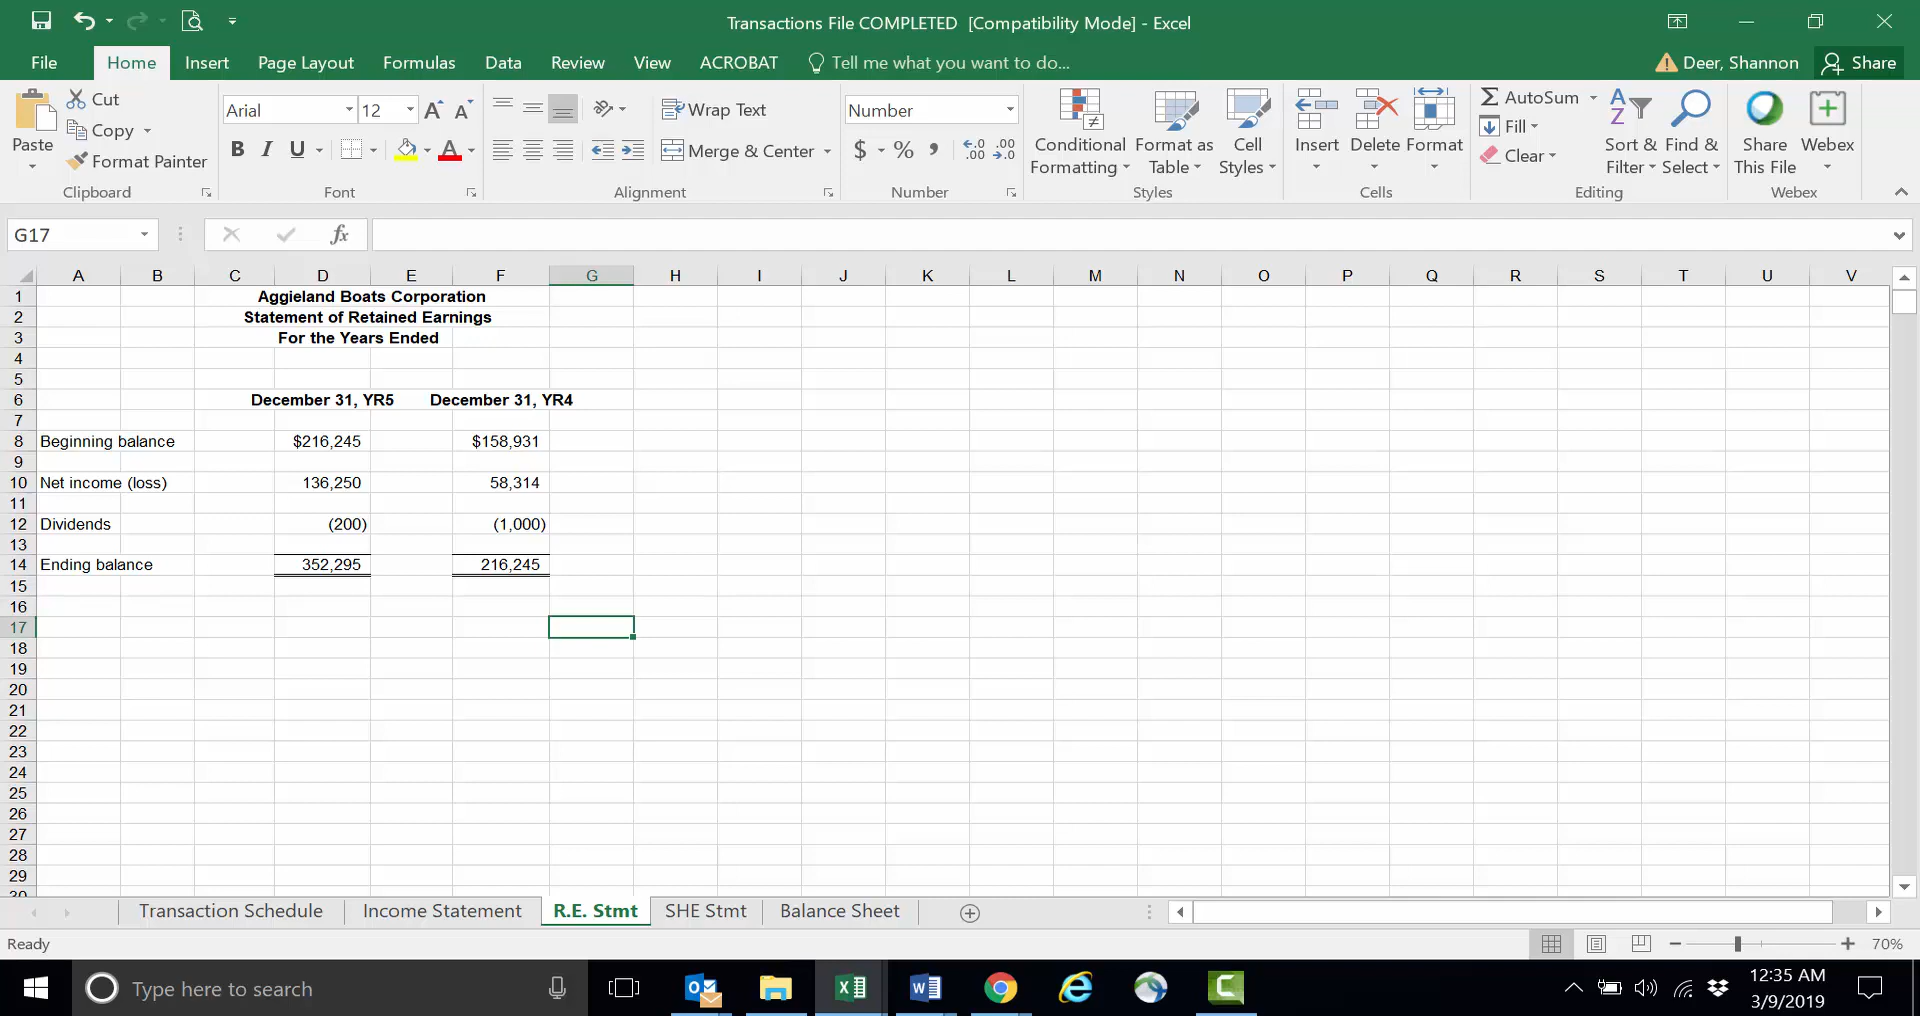 Transactions File COMPLETED [Compatibility Mode] - Excel
File Home Insert Page Layout Formulas Data Review View ACROBAT Tell me what you want to do... Deer, Shannon Share
Paste Cut Copy Format Painter Clipboard
Arial 12 A A B I U A Font
Wrap Text Merge & Center Alignment
Number $ % , .00 .00 Number
Conditional Formatting Format as Table Cell Styles Styles
Insert Delete Format Cells
AutoSum Fill Clear Sort & Filter Find & Select Editing
Share This File Webex Webex
G17 fx
A B C D E F G H I J K L M N O P Q R S T U V
1 Aggieland Boats Corporation
2 Statement of Retained Earnings
3 For the Years Ended
4
5
6 December 31, YR5 December 31, YR4
7
8 Beginning balance $216,245 $158,931
9
10 Net income (loss) 136,250 58,314
11
12 Dividends (200) (1,000)
13
14 Ending balance 352,295 216,245
15
16
17
18
19
20
21
22
23
24
25
26
27
28
29
30
Transaction Schedule Income Statement R.E. Stmt SHE Stmt Balance Sheet
Ready 70%
Type here to search 12:35 AM
3/9/2019